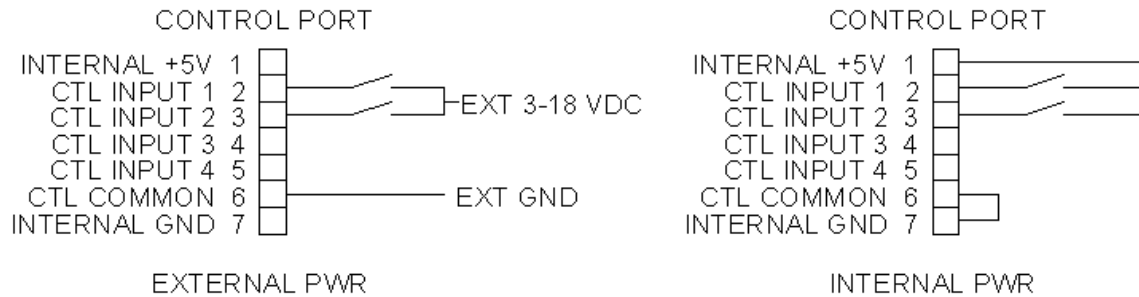 CONTROL PORT
INTERNAL +5V 1
CTL INPUT 1 2
CTL INPUT 2 3
CTL INPUT 3 4
CTL INPUT 4 5
CTL COMMON 6
INTERNAL GND 7
EXT 3-18 VDC
EXT GND
EXTERNAL PWR
CONTROL PORT
INTERNAL +5V 1
CTL INPUT 1 2
CTL INPUT 2 3
CTL INPUT 3 4
CTL INPUT 4 5
CTL COMMON 6
INTERNAL GND 7
INTERNAL PWR